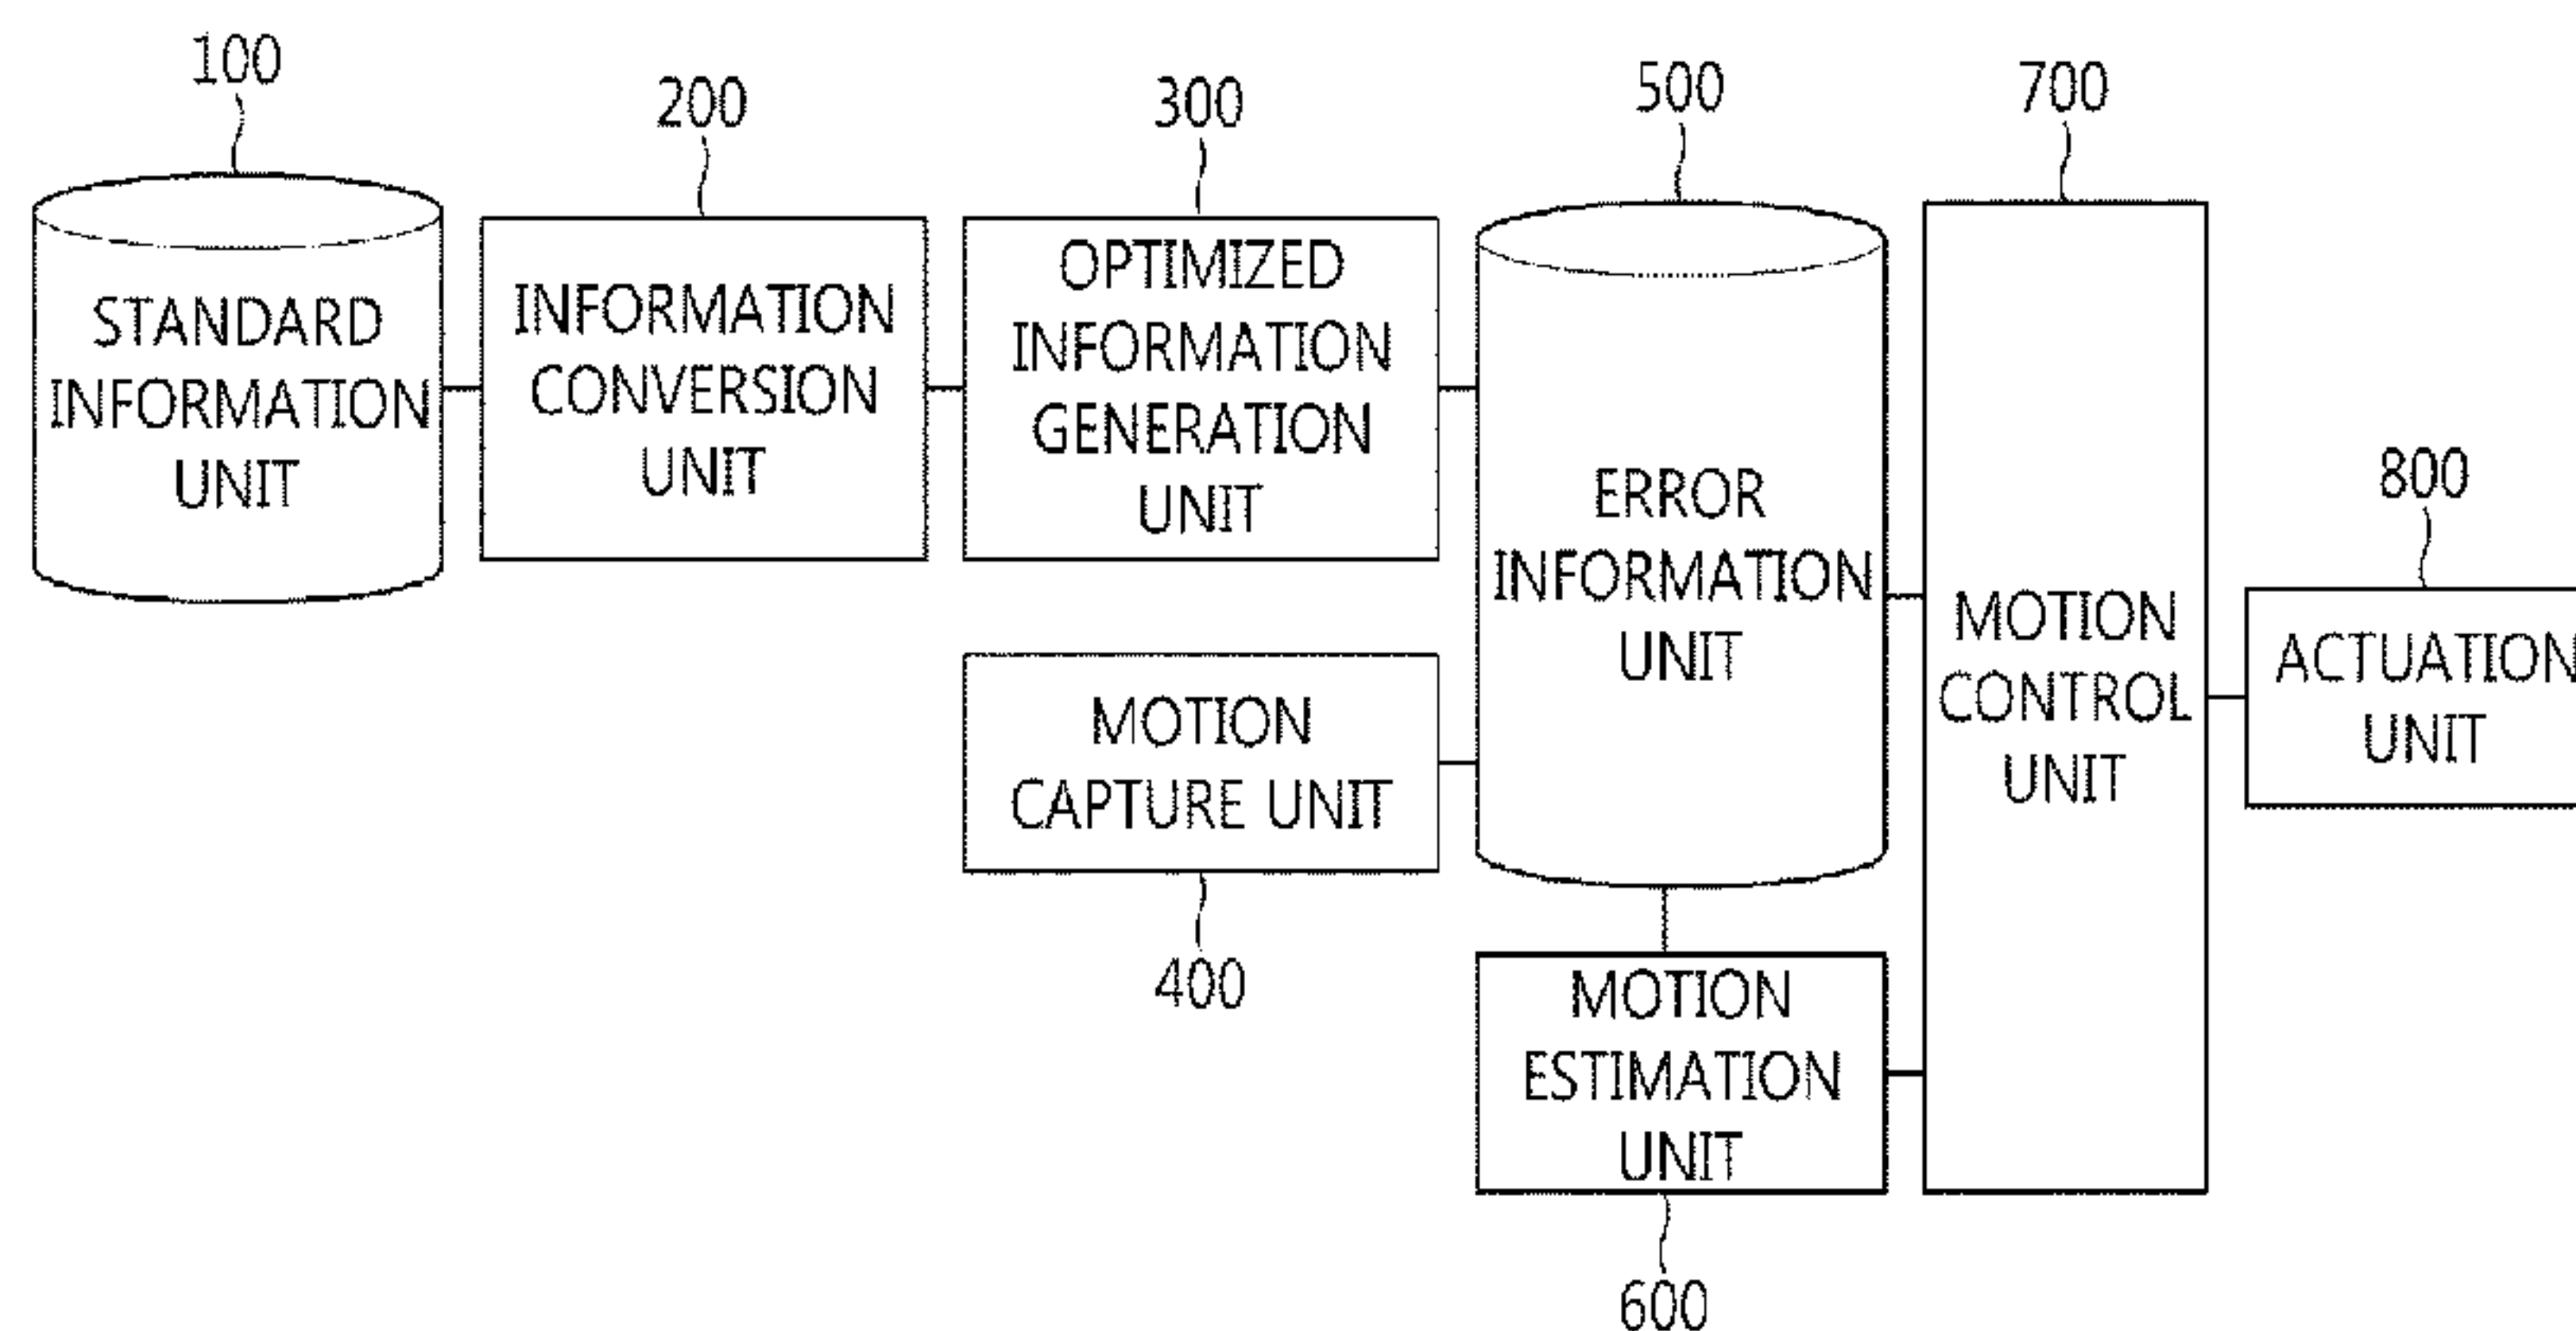 100
STANDARD
INFORMATION
UNIT
200
INFORMATION
CONVERSION
UNIT
300
OPTIMIZED
INFORMATION
GENERATION
UNIT
MOTION
CAPTURE UNIT
400
500
ERROR
INFORMATION
UNIT
MOTION
ESTIMATION
UNIT
600
700
MOTION
CONTROL
UNIT
800
ACTUATION
UNIT